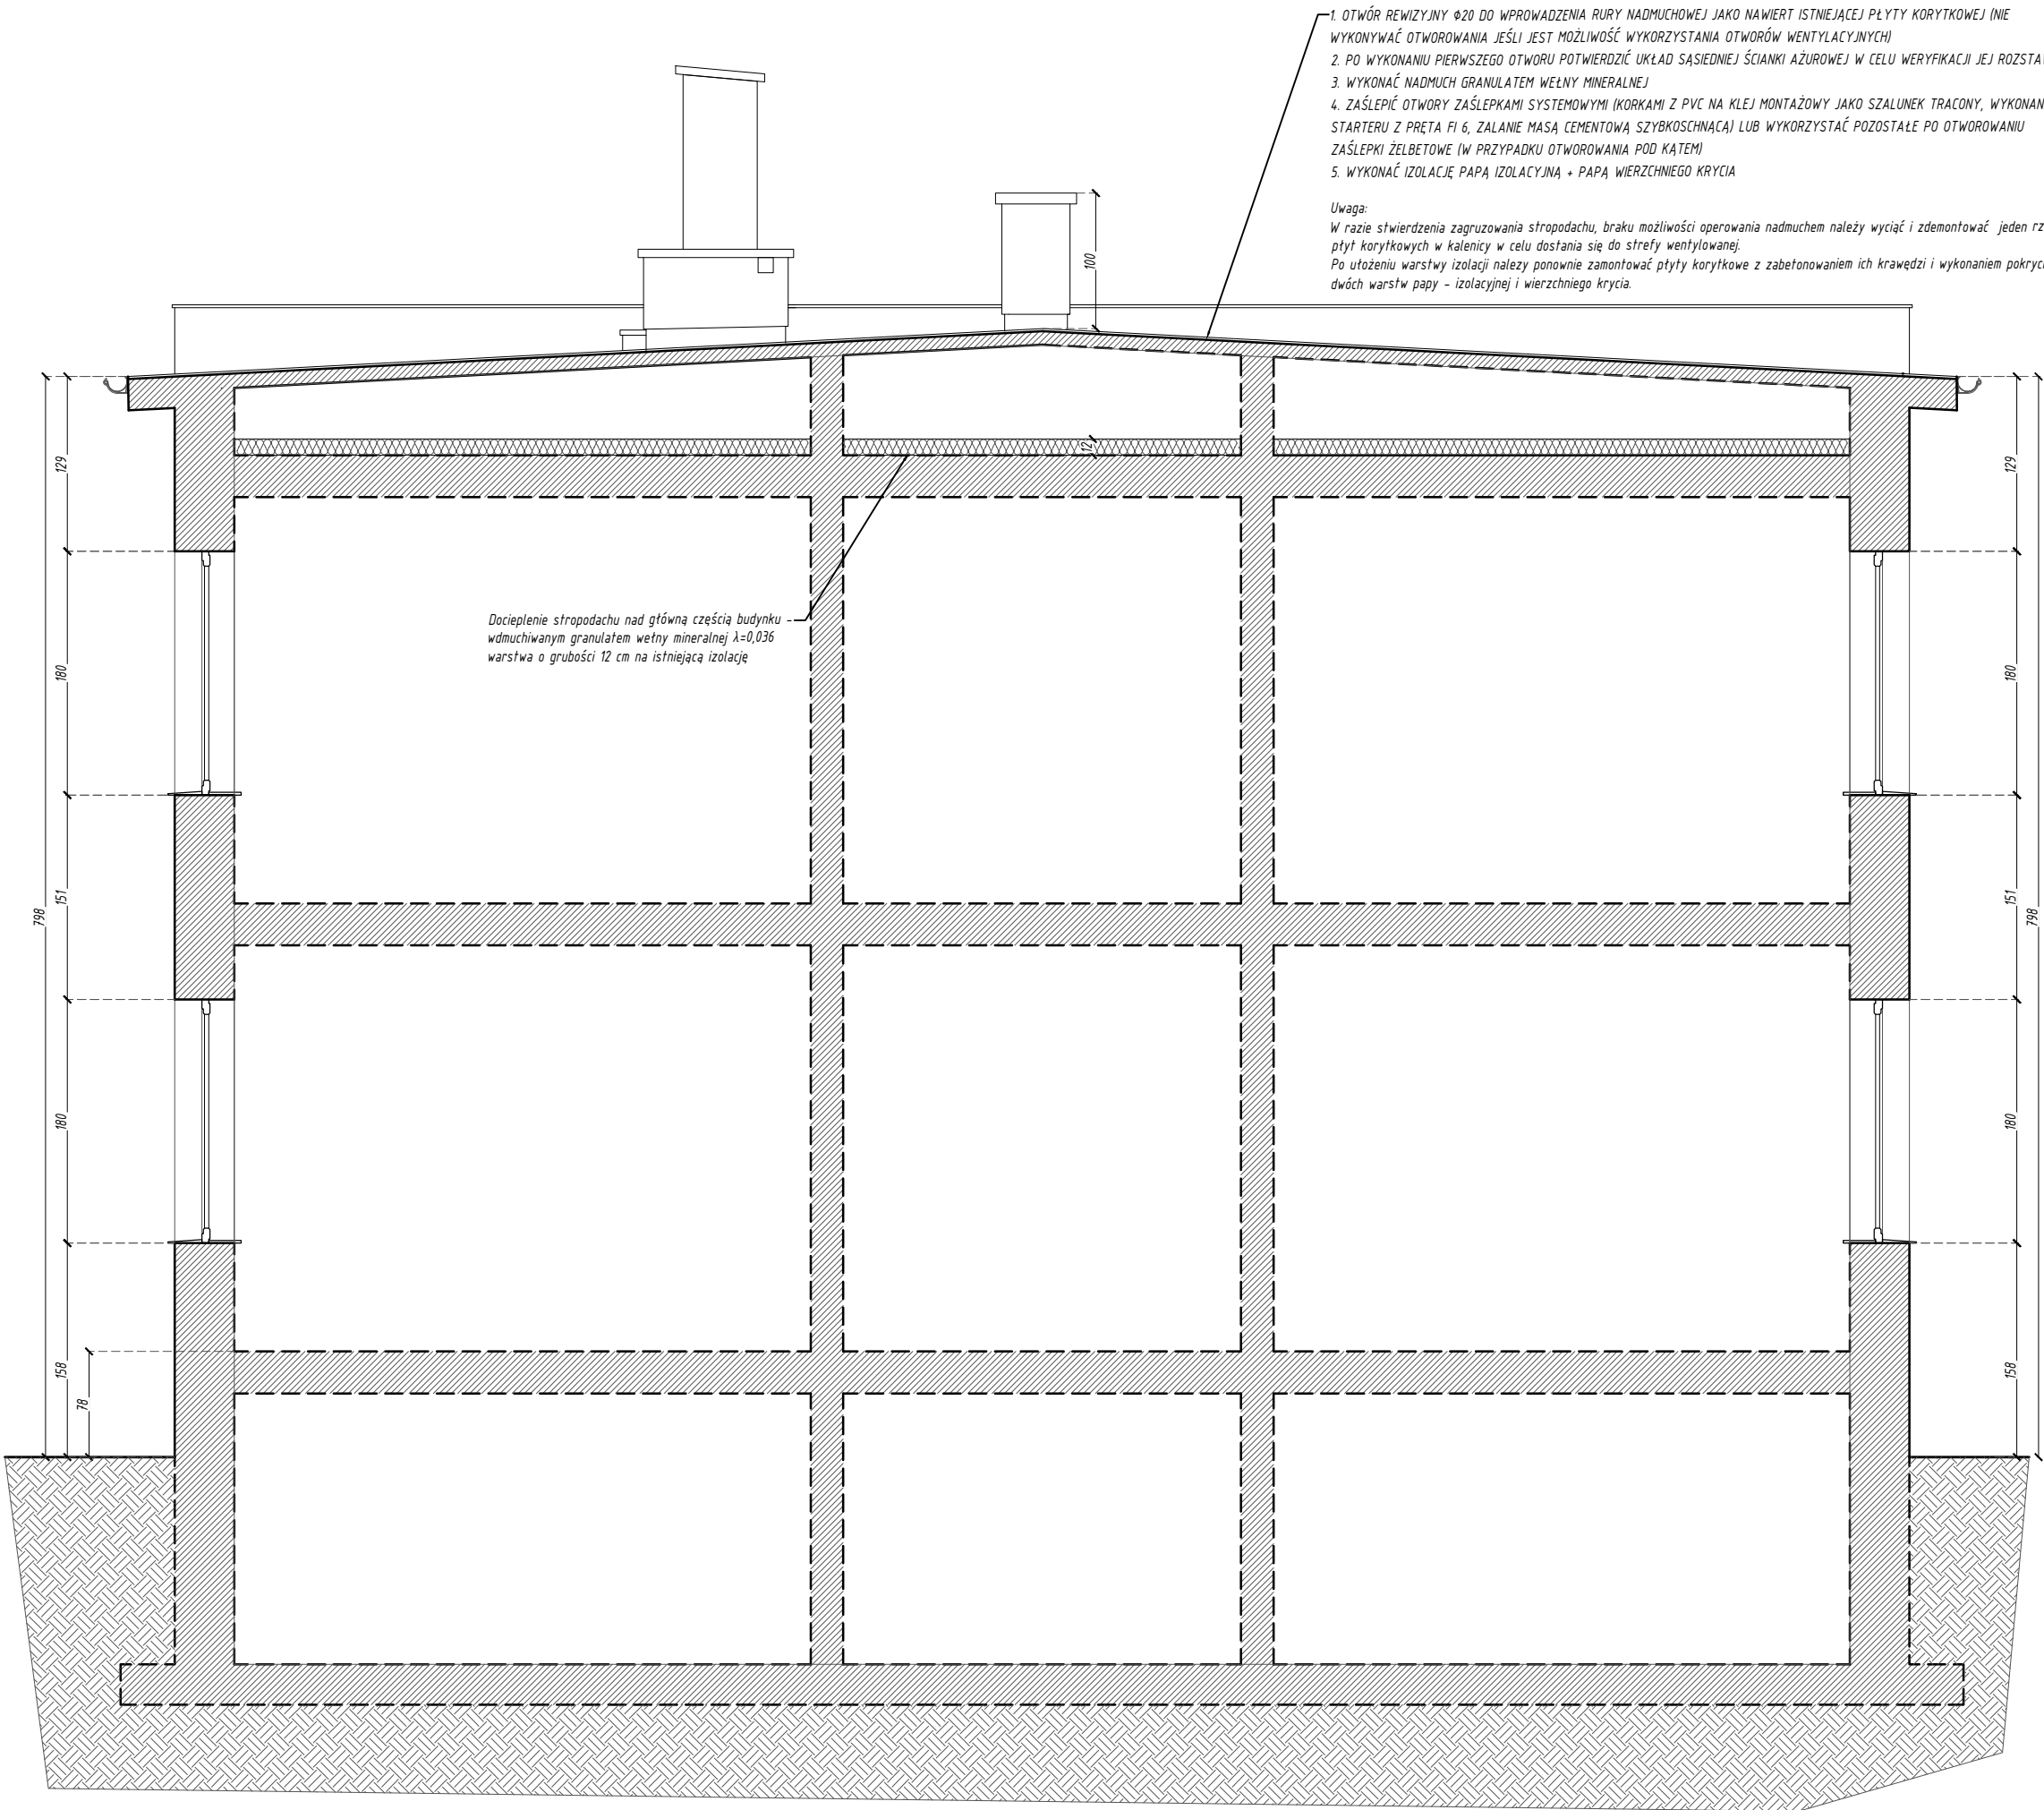 1. OTWÓR REWIZYJNY Φ20 DO WPROWADZENIA RURY NADMUCHOWEJ JAKO NAWIERT ISTNIEJĄCEJ PŁYTY KORYTKOWEJ (NIE
WYKONYWAĆ OTWOROWANIA JEŚLI JEST MOŻLIWOŚĆ WYKORZYSTANIA OTWORÓW WENTYLACYJNYCH)
2. PO WYKONANIU PIERWSZEGO OTWORU POTWIERDZIĆ UKŁAD SĄSIEDNIEJ ŚCIANKI AŻUROWEJ W CELU WERYFIKACJI JEJ
3. WYKONAĆ NADMUCH GRANULATEM WEŁNY MINERALNEJ
4. ZAŚLEPIĆ OTWORY ZAŚLEPKAMI SYSTEMOWYMI (KORKAMI Z PVC NA KLEJ MONTAŻOWY JAKO SZALUNEK TRACONY,
STARTERU Z PRĘTA FI 6, ZALANIE MASĄ CEMENTOWĄ SZYBKOSCHNĄCĄ) LUB WYKORZYSTAĆ POZOSTAŁE PO OTWOROWANIU
ZAŚLEPKI ŻELBETOWE (W PRZYPADKU OTWOROWANIA POD KĄTEM)
5. WYKONAĆ IZOLACJĘ PAPĄ IZOLACYJNĄ + PAPĄ WIERZCHNIEGO KRYCIA
Uwaga:
W razie stwierdzenia zagruzowania stropodachu, braku możliwości operowania nadmuchem należy wyciąć i zdemontować jeden
płyt korytkowych w kalenicy w celu dostania się do strefy wentylowanej.
Po ułożeniu warstwy izolacji nalezy ponownie zamontować płyty korytkowe z zabetonowaniem ich krawędzi i wykonaniem
dwóch warstw papy - izolacyjnej i wierzchniego krycia.
100
12
129
129
Docieplenie stropodachu nad główną częścią budynku -
wdmuchiwanym granulatem wełny mineralnej λ=0,036
warstwa o grubości 12 cm na istniejącą izolację
180
180
151
151
798
798
180
180
158
158
78